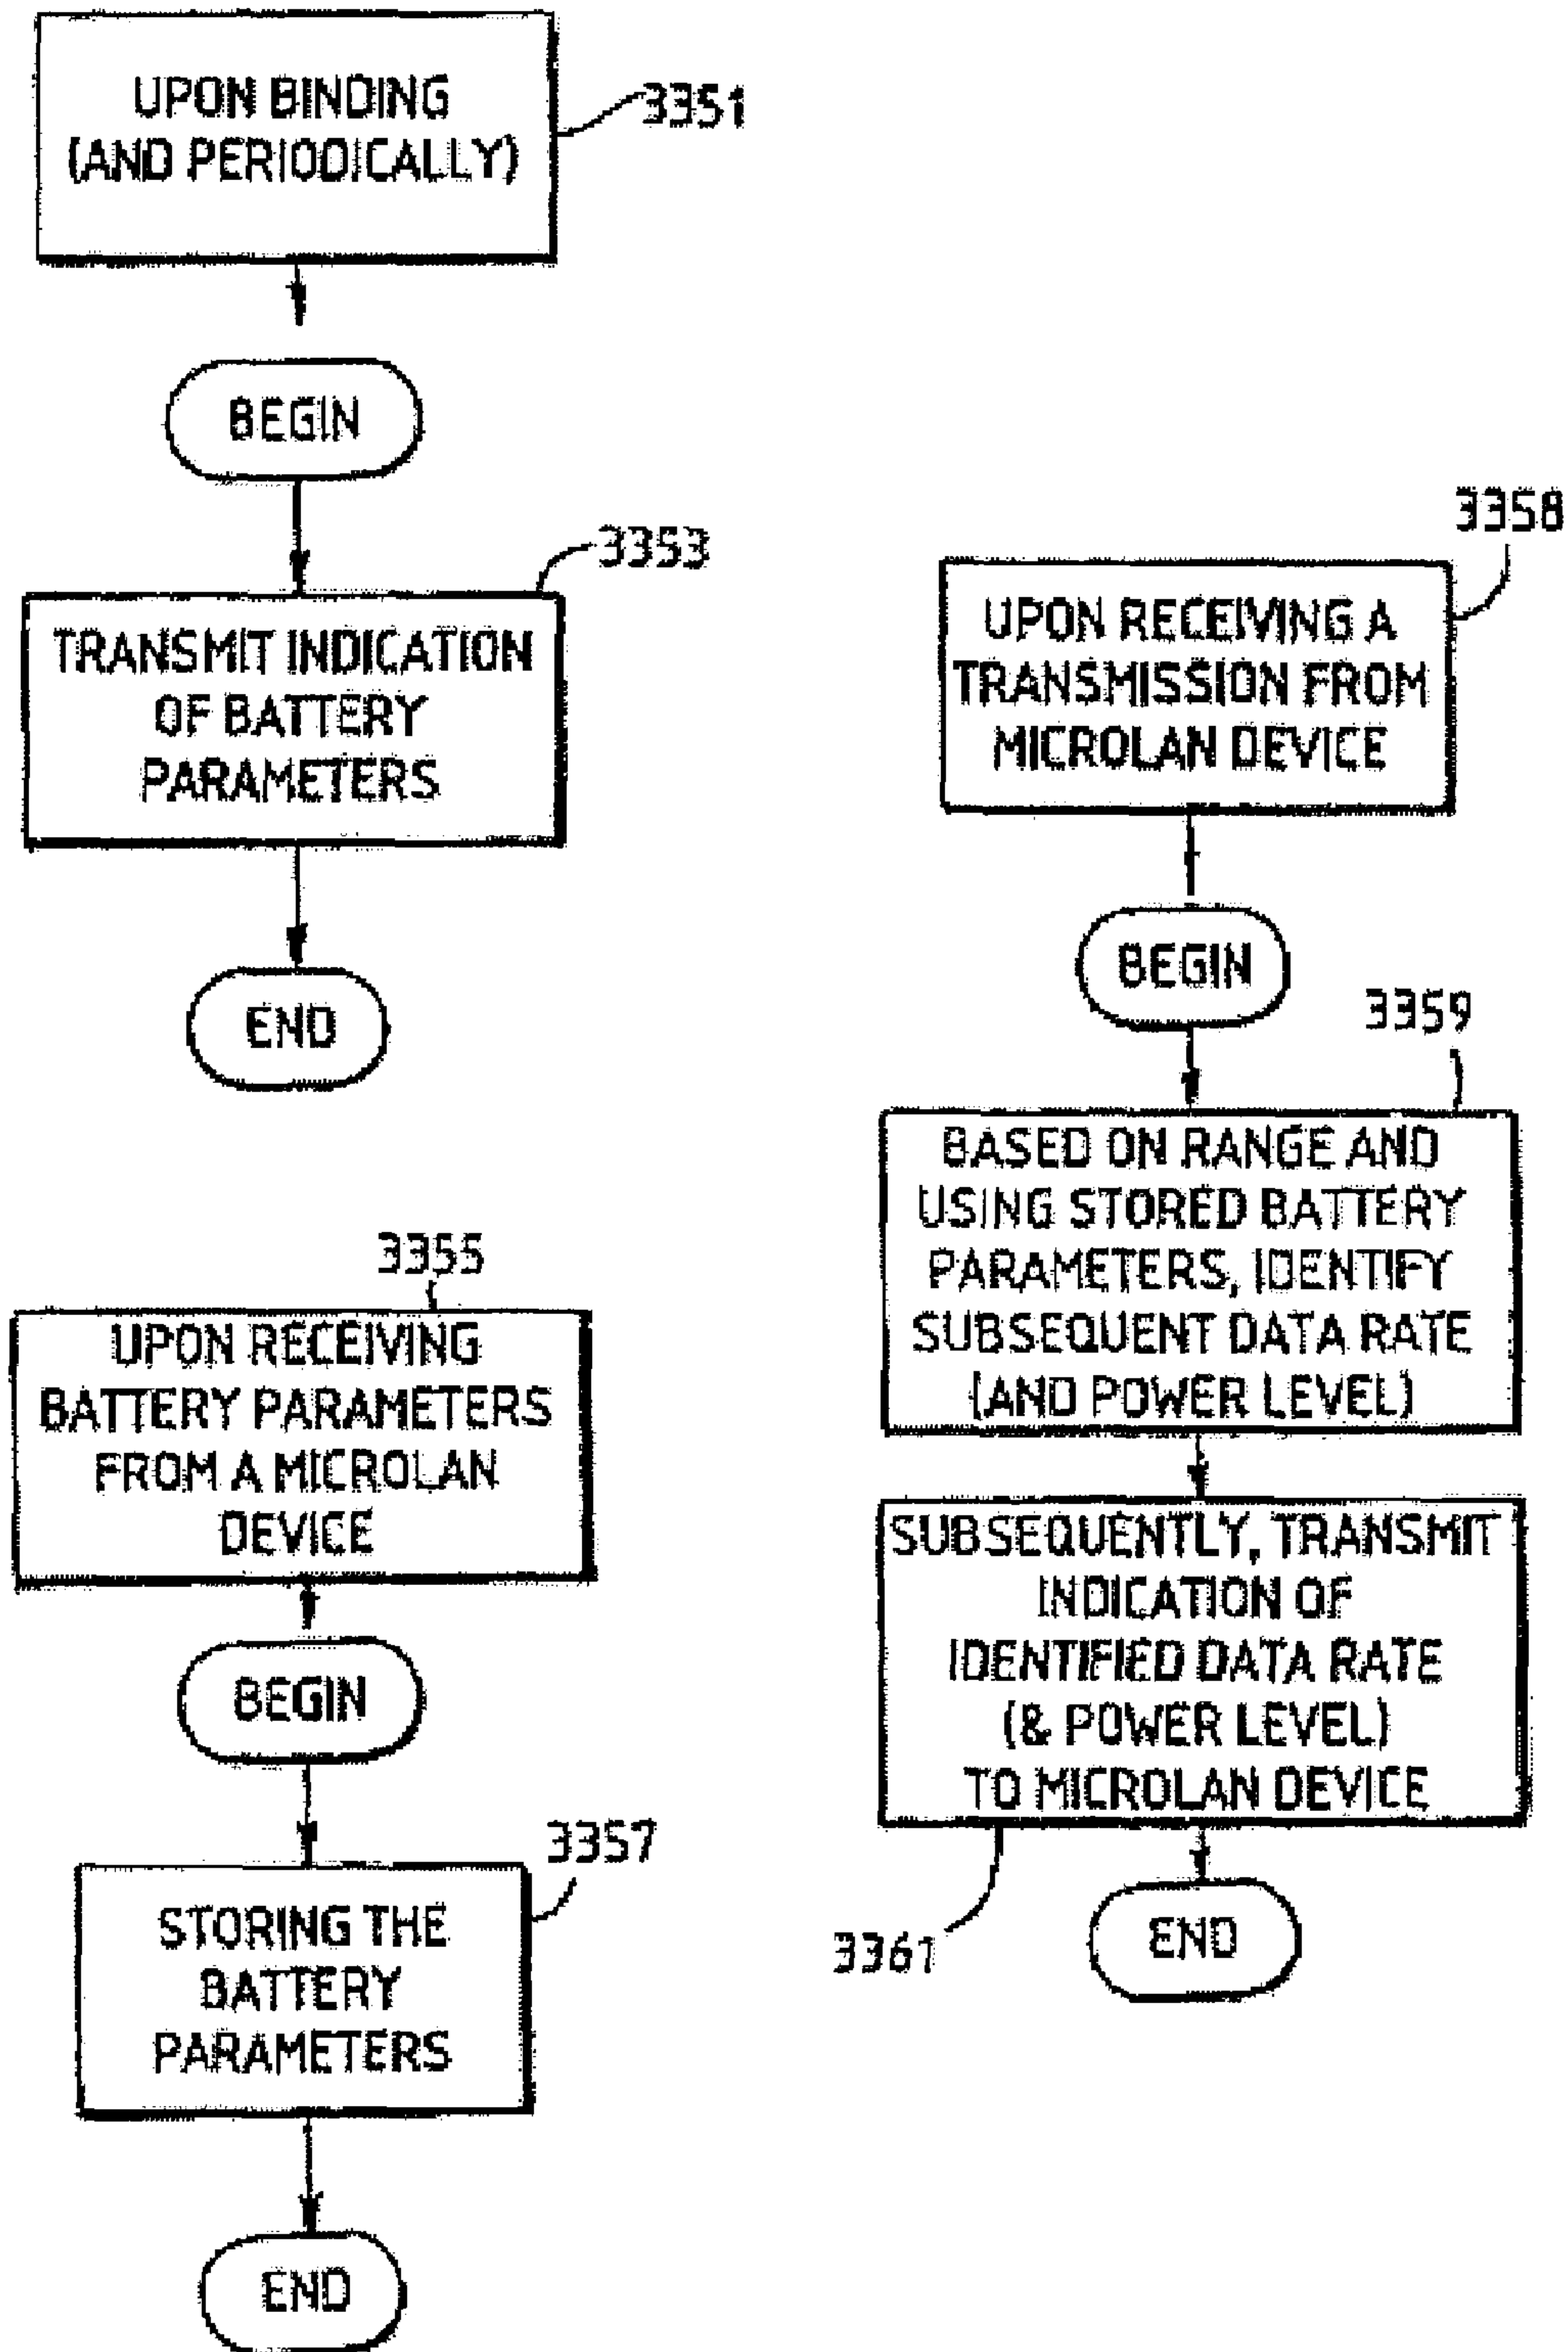 UPON BINDING
(AND PERIODICALLY)
3351
BEGIN
3353
TRANSMIT INDICATION
OF BATTERY
PARAMETERS
END
3355
UPON RECEIVING
BATTERY PARAMETERS
FROM A MICROLAN
DEVICE
BEGIN
3357
STORING THE
BATTERY
PARAMETERS
END
3358
UPON RECEIVING A
TRANSMISSION FROM
MICROLAN DEVICE
BEGIN
3359
BASED ON RANGE AND
USING STORED BATTERY
PARAMETERS, IDENTIFY
SUBSEQUENT DATA RATE
(AND POWER LEVEL)
SUBSEQUENTLY, TRANSMIT
INDICATION OF
IDENTIFIED DATA RATE
(& POWER LEVEL)
TO MICROLAN DEVICE
3361
END